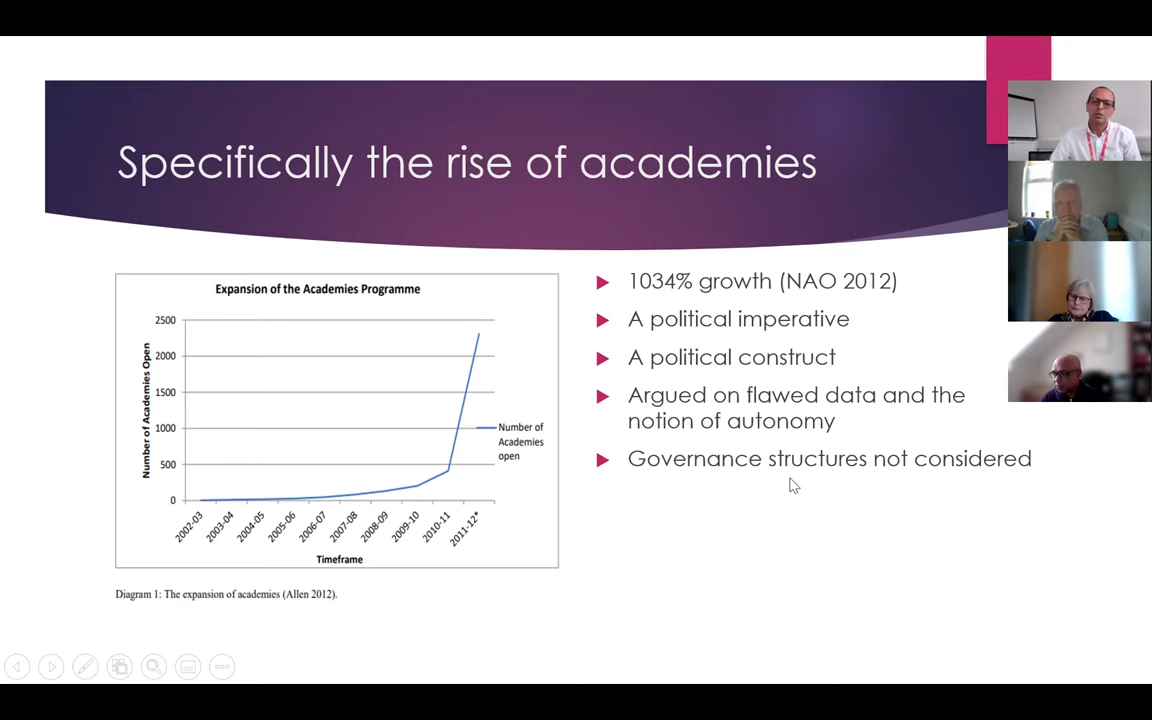 Specifically the rise of academies
Expansion of the Academies Programme
2500
2000
1500
1000
500
0
Number of Academies Open
2002-03
2003-04
2004-05
2005-06
2006-07
2007-08
2008-09
2009-10
2010-11
2011-12*
Timeframe
Number of
Academies
open
Diagram 1: The expansion of academies (Allen 2012).
1034% growth (NAO 2012)
A political imperative
A political construct
Argued on flawed data and the
notion of autonomy
Governance structures not considered